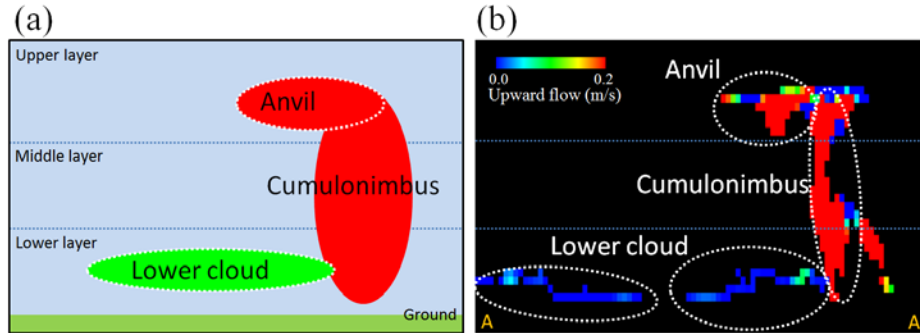 (a)
Upper layer
Anvil
Middle layer
Cumulonimbus
Lower layer
Lower cloud
Ground
(b)
0.0 0.2
Upward flow (m/s)
Anvil
Cumulonimbus
Lower cloud
A A